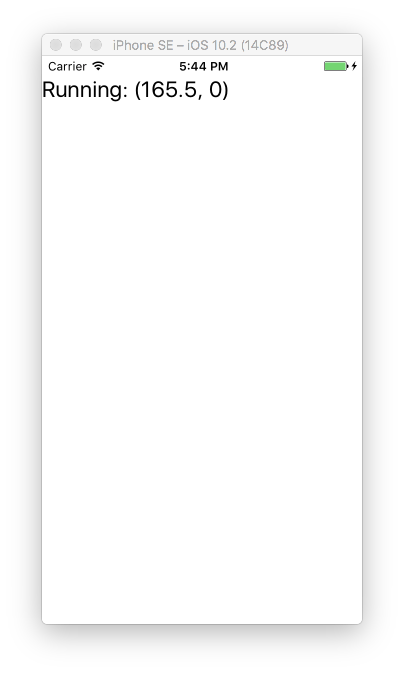 iPhone SE – iOS 10.2 (14C89)
Carrier 5:44 PM
Running: (165.5, 0)